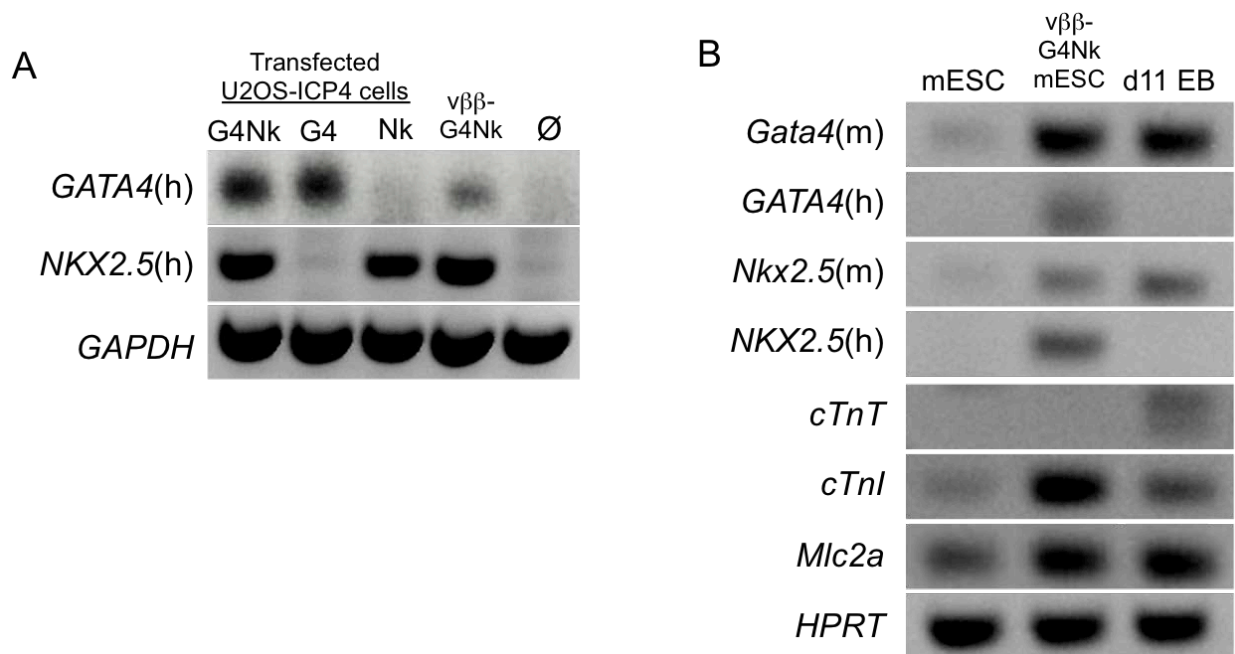 A
Transfected
U2OS-ICP4 cells
G4Nk G4 Nk vββ-
G4Nk Ø
GATA4(h)
NKX2.5(h)
GAPDH
B
mESC vββ-
G4Nk
mESC d11 EB
Gata4(m)
GATA4(h)
Nkx2.5(m)
NKX2.5(h)
cTnT
cTnI
Mlc2a
HPRT